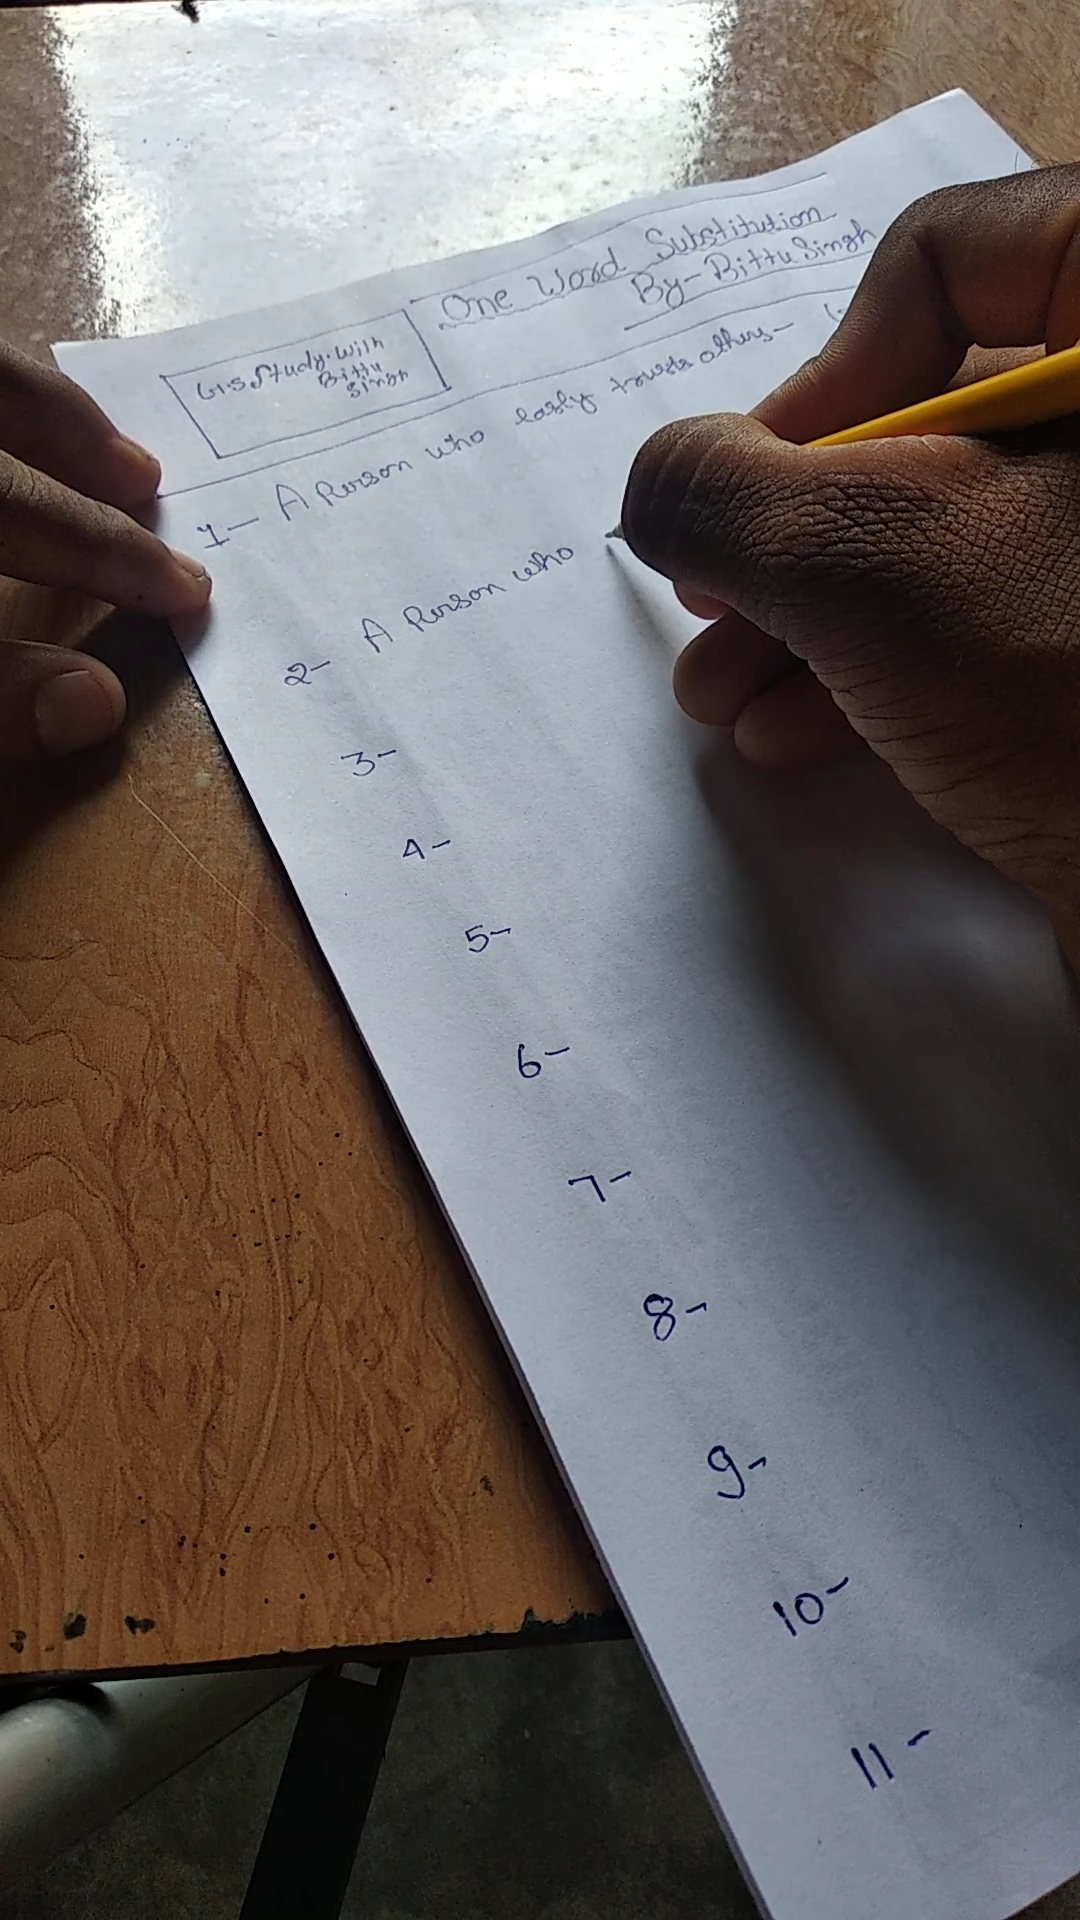 One Word Substitution
By-Bittu Singh
G.S Study.With
Bittu
Singh
1- A Person who easly trusts others-
2- A Person who
3-
4-
5-
6-
7-
8-
9-
10-
11-